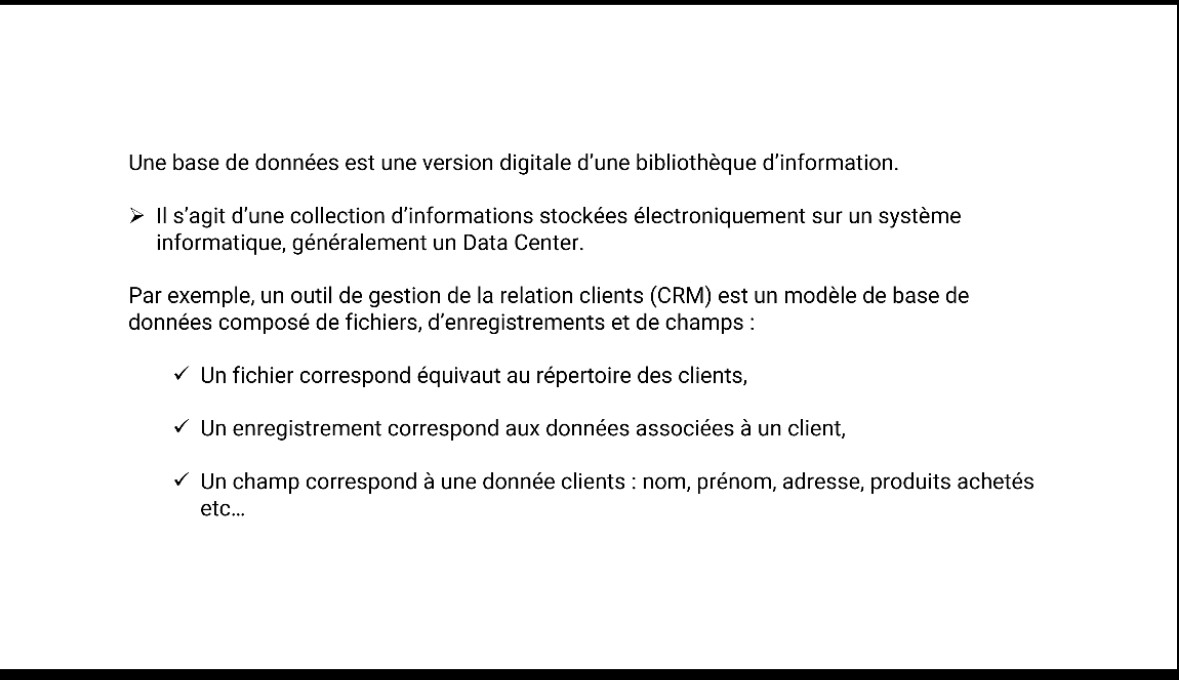 Une base de données est une version digitale d’une bibliothèque d’information.
➢ Il s’agit d’une collection d’informations stockées électroniquement sur un système
informatique, généralement un Data Center.
Par exemple, un outil de gestion de la relation clients (CRM) est un modèle de base de
données composé de fichiers, d’enregistrements et de champs :
✓ Un fichier correspond équivaut au répertoire des clients,
✓ Un enregistrement correspond aux données associées à un client,
✓ Un champ correspond à une donnée clients : nom, prénom, adresse, produits achetés
etc…